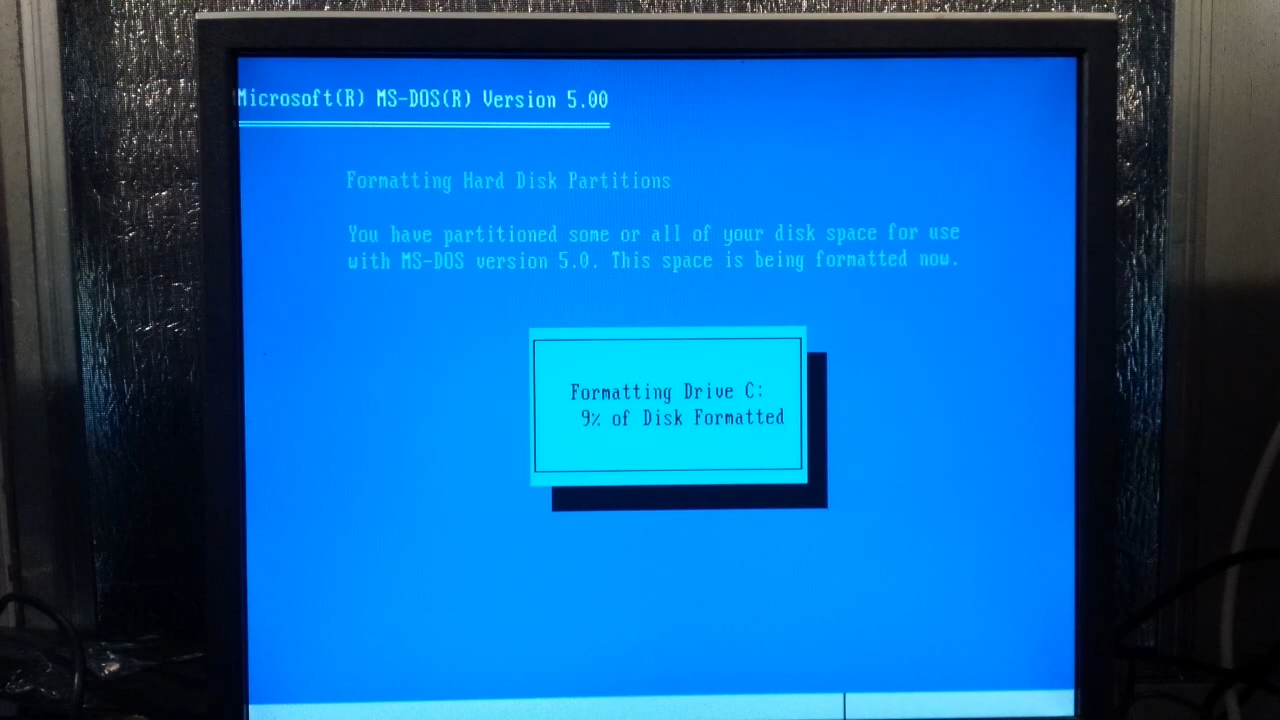 Microsoft(R) MS-DOS(R) Version 5.00
Formatting Hard Disk Partitions
You have partitioned some or all of your disk space for use
with MS-DOS version 5.0. This space is being formatted now.
Formatting Drive C:
9% of Disk Formatted